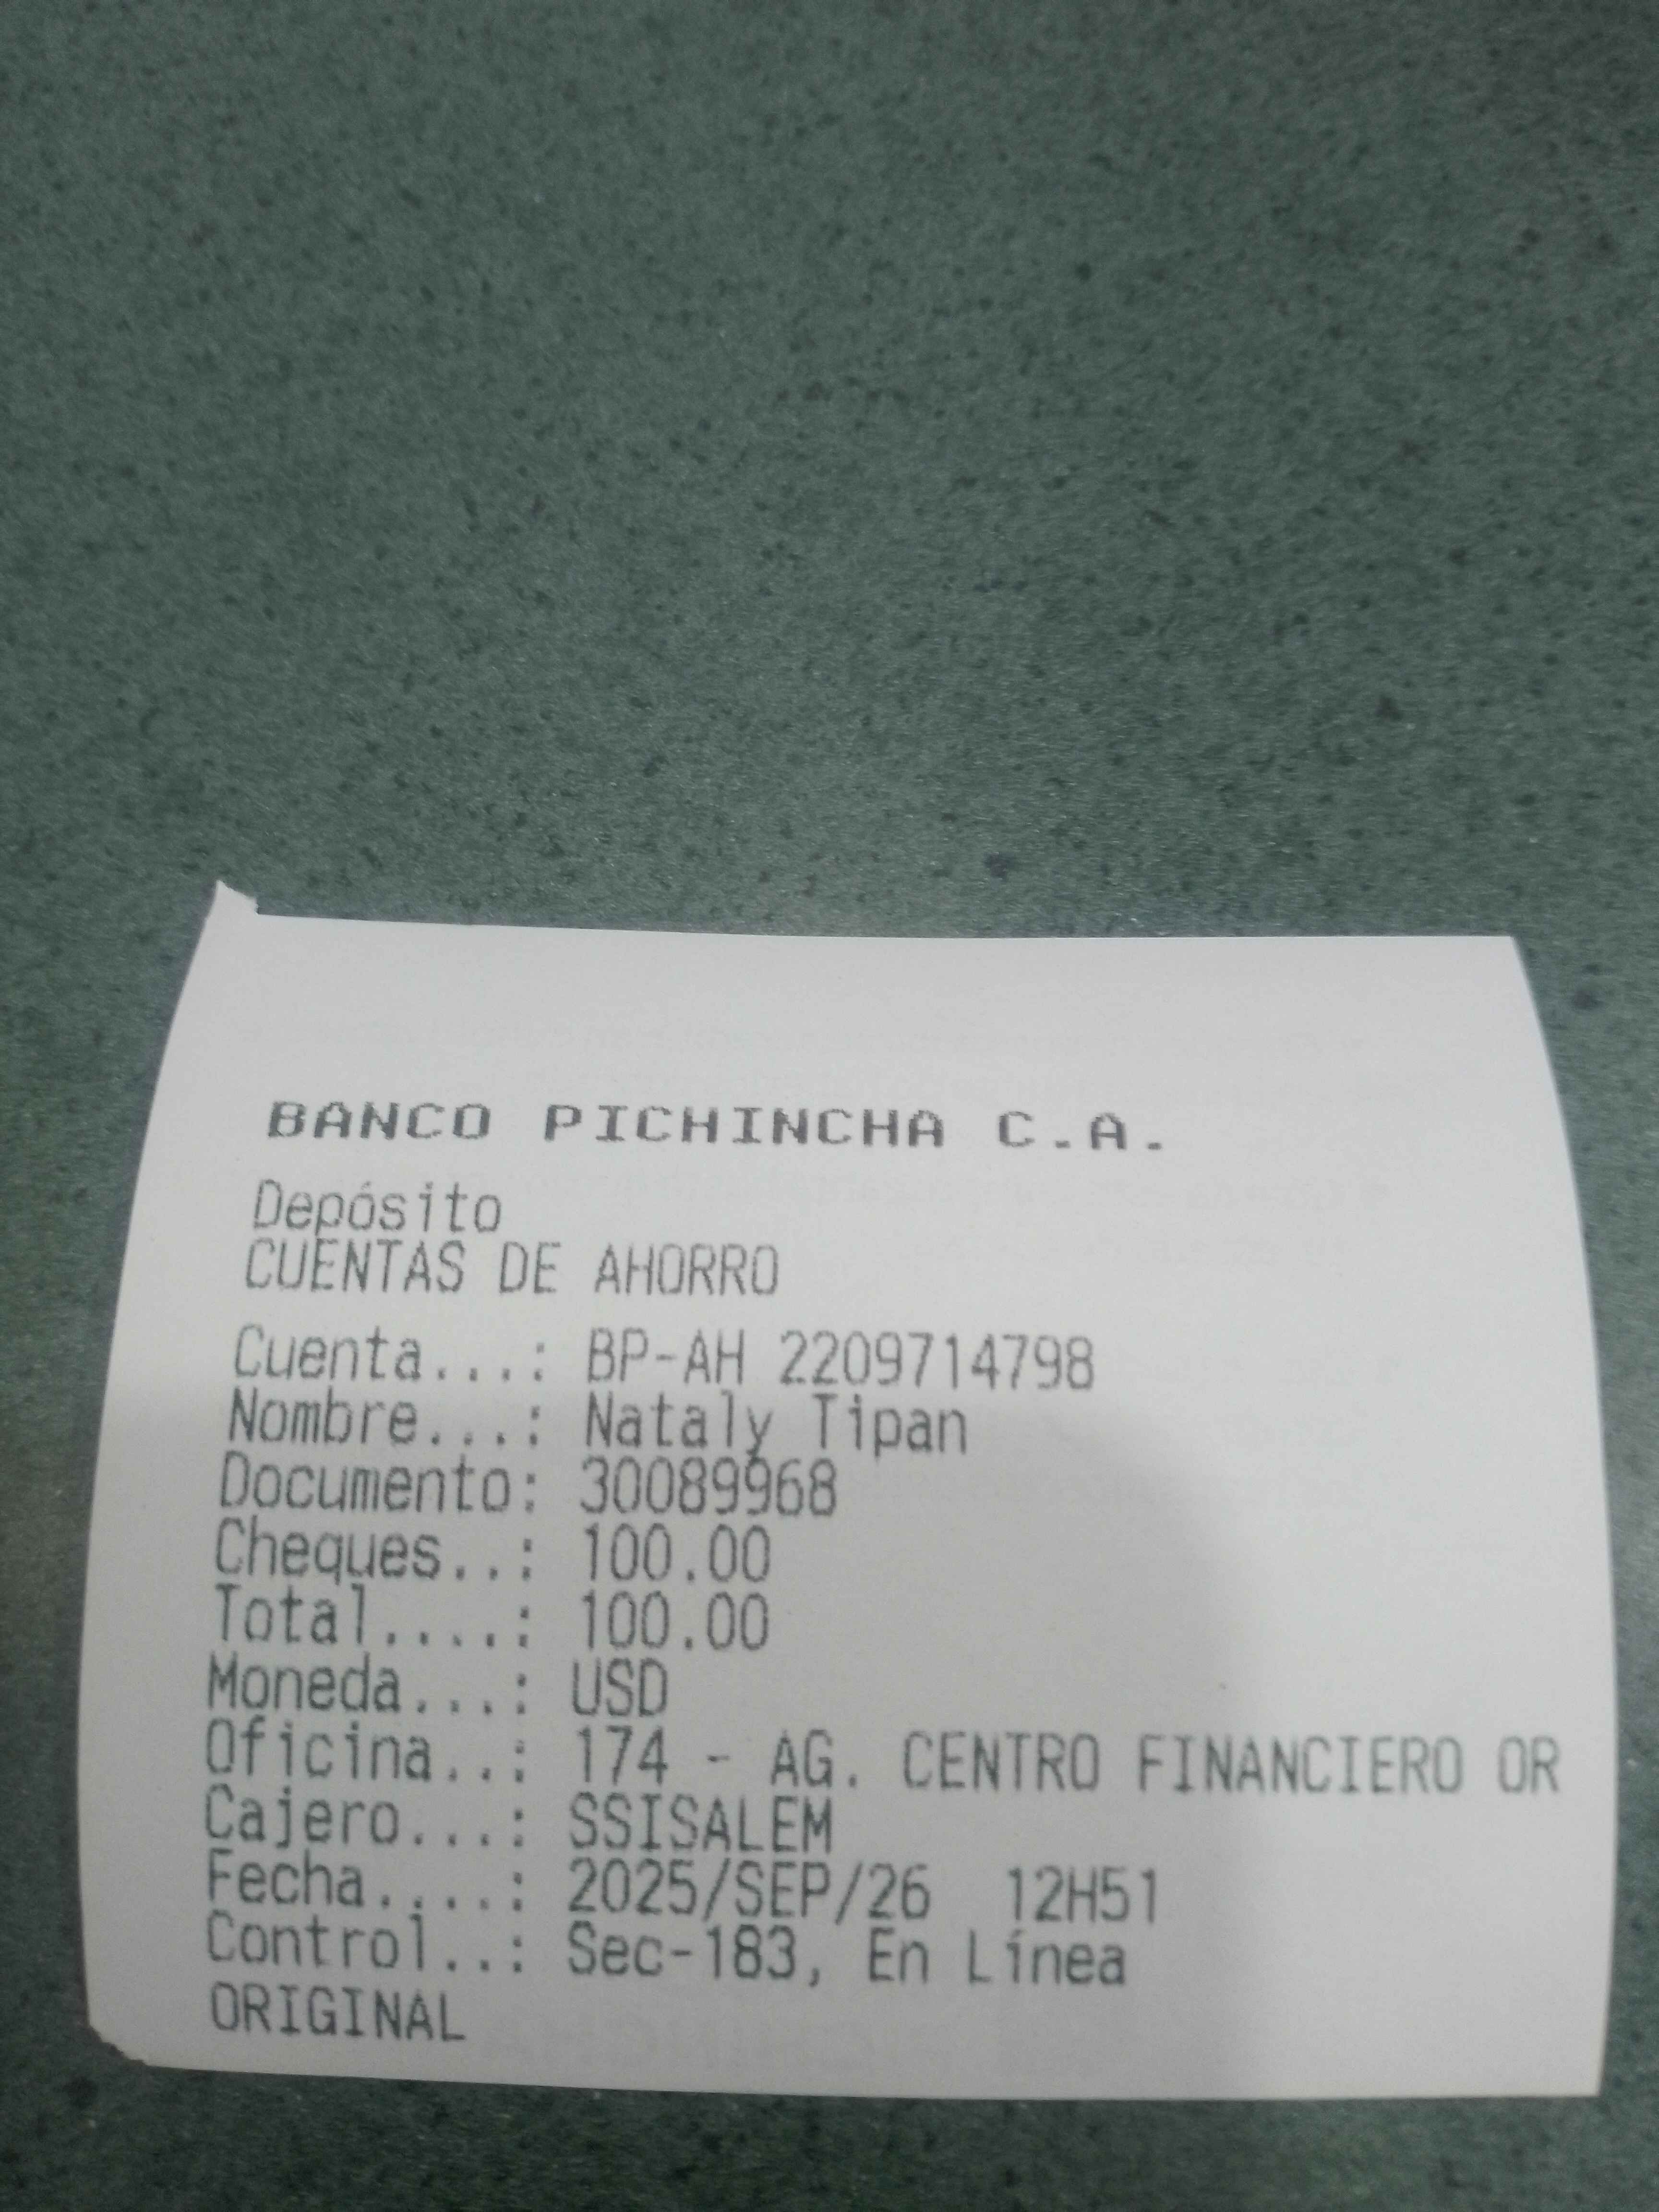 BANCO PICHINCHA C.A.
Depósito
CUENTAS DE AHORRO
Cuenta...: BP-AH 2209714798
Nombre...: Nataly Tipan
Documento: 30089968
Cheques..: 100.00
Total....: 100.00
Moneda...: USD
Oficina..: 174 - AG. CENTRO FINANCIERO OR
Cajero...: SSISALEM
Fecha....: 2025/SEP/26  12H51
Control..: Sec-183, En Línea
ORIGINAL